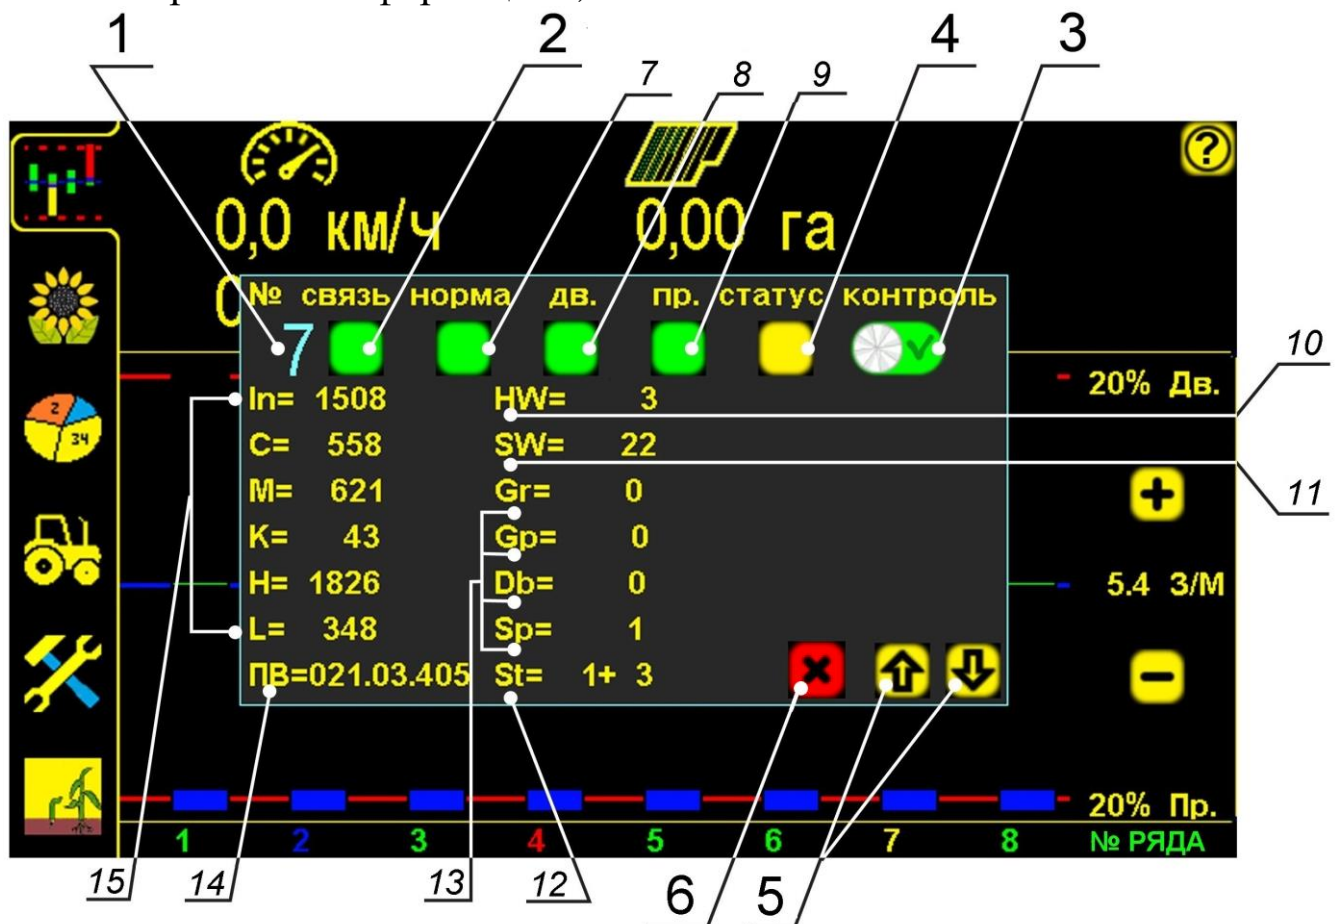 1 2 4 3
7 8 9
?
0,0 км/ч 0,00 га
№ связь норма дв. пр. статус контроль
7
10
20% Дв.
In= 1508 HW= 3
C= 558 SW= 22
M= 621 Gr= 0
11
K= 43 Gp= 0
H= 1826 Db= 0
5.4 З/М
L= 348 Sp= 1
ПВ=021.03.405 St= 1+ 3
2
34
20% Пр.
1 2 3 4 5 6 7 8 № РЯДА
15 14 13 12 6 5